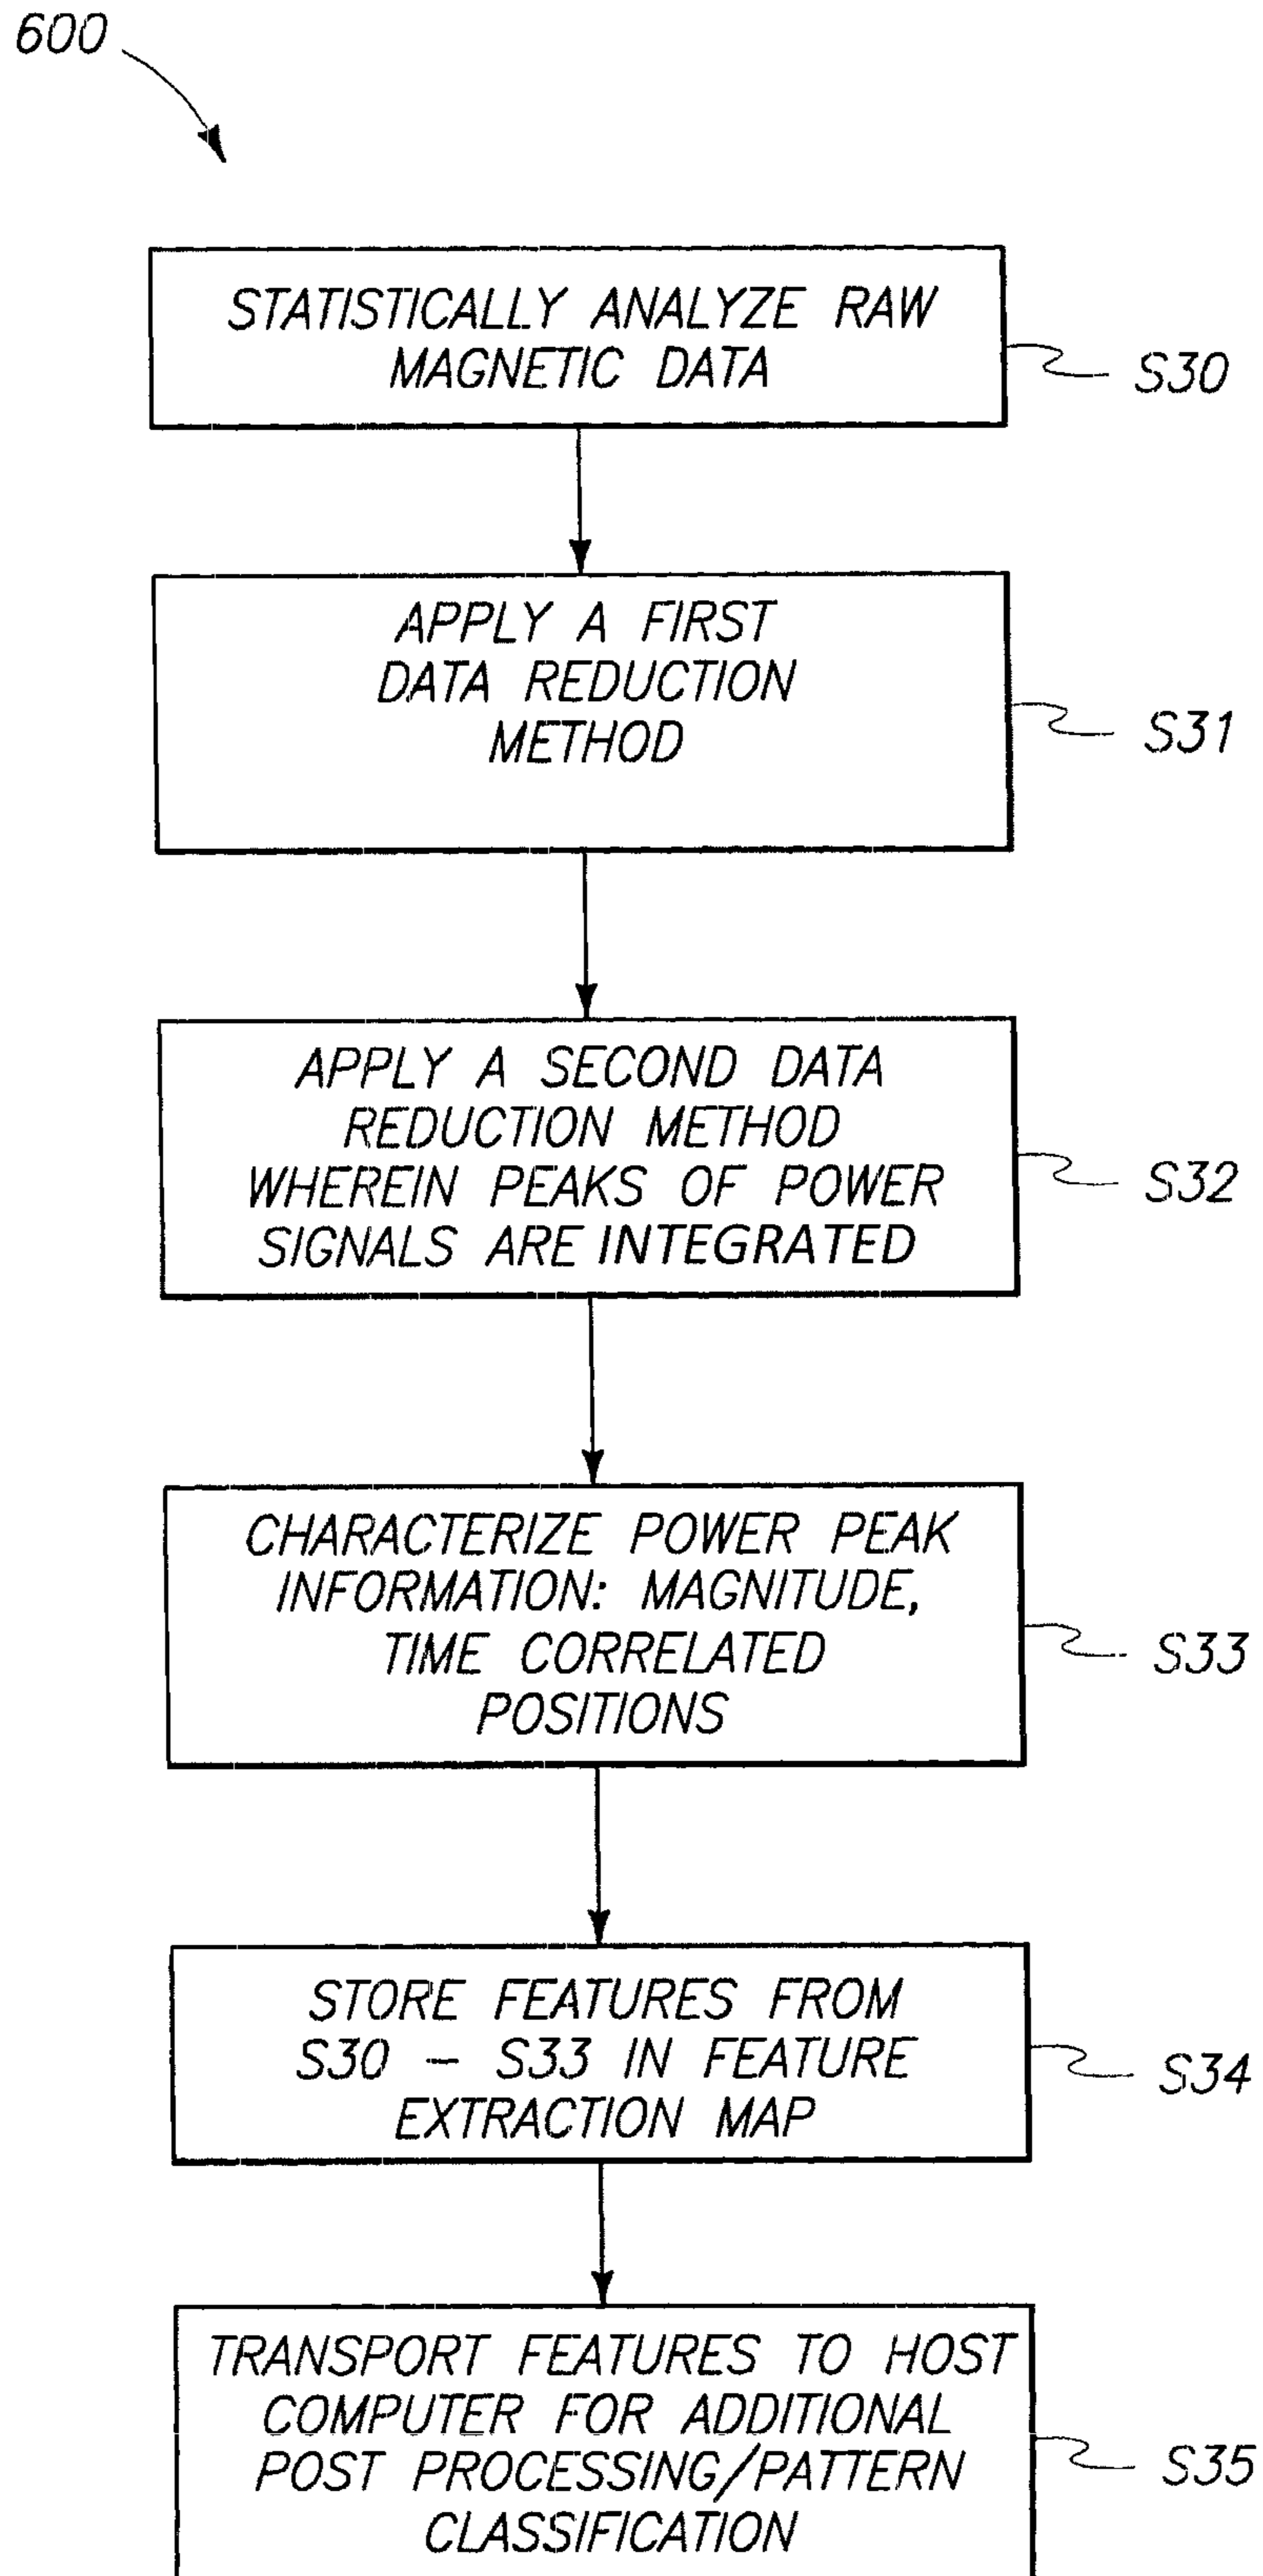 600
STATISTICALLY ANALYZE RAW
MAGNETIC DATA
S30
APPLY A FIRST
DATA REDUCTION
METHOD
S31
APPLY A SECOND DATA
REDUCTION METHOD
WHEREIN PEAKS OF POWER
SIGNALS ARE INTEGRATED
S32
CHARACTERIZE POWER PEAK
INFORMATION: MAGNITUDE,
TIME CORRELATED
POSITIONS
S33
STORE FEATURES FROM
S30 - S33 IN FEATURE
EXTRACTION MAP
S34
TRANSPORT FEATURES TO HOST
COMPUTER FOR ADDITIONAL
POST PROCESSING/PATTERN
CLASSIFICATION
S35